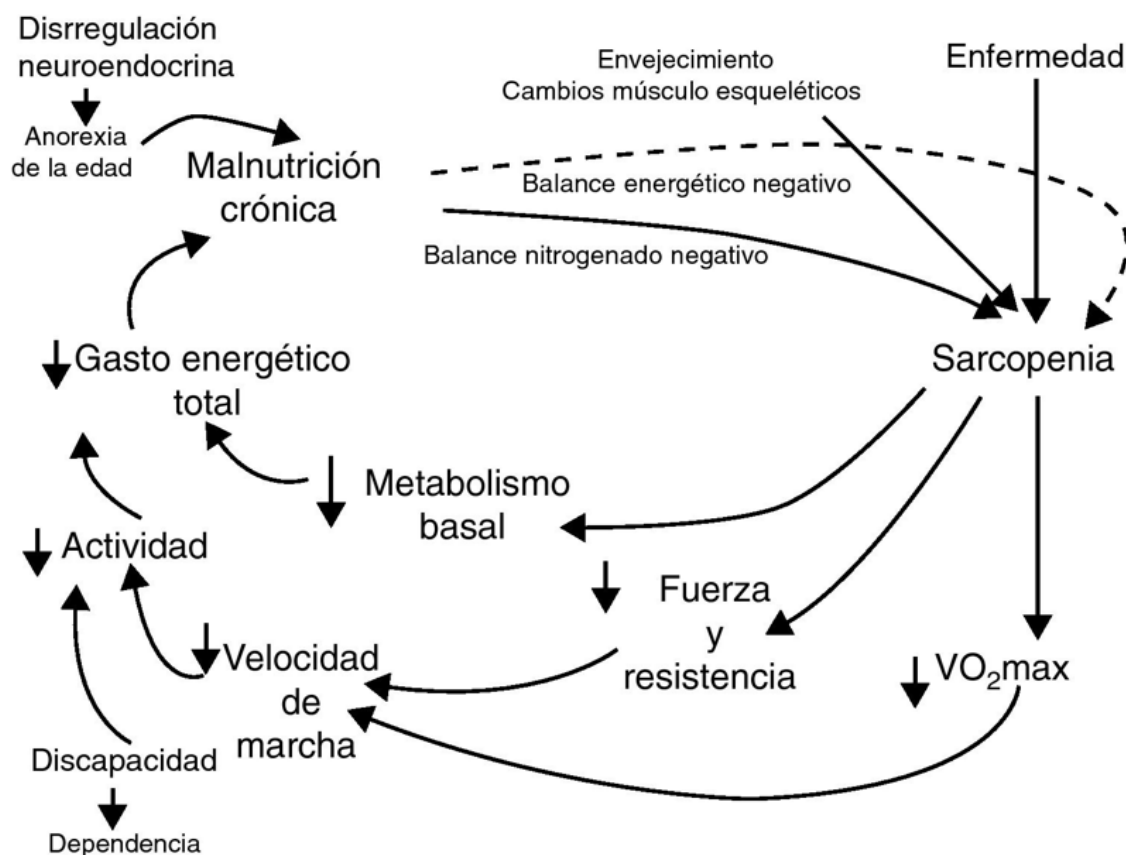 Disrregulación
neuroendocrina
Anorexia
de la edad
Malnutrición
crónica
Envejecimiento
Cambios músculo esqueléticos
Enfermedad
Balance energético negativo
Balance nitrogenado negativo
Gasto energético
total
Sarcopenia
Metabolismo
basal
Actividad
Fuerza
y
resistencia
Velocidad
de
marcha
VO₂max
Discapacidad
Dependencia